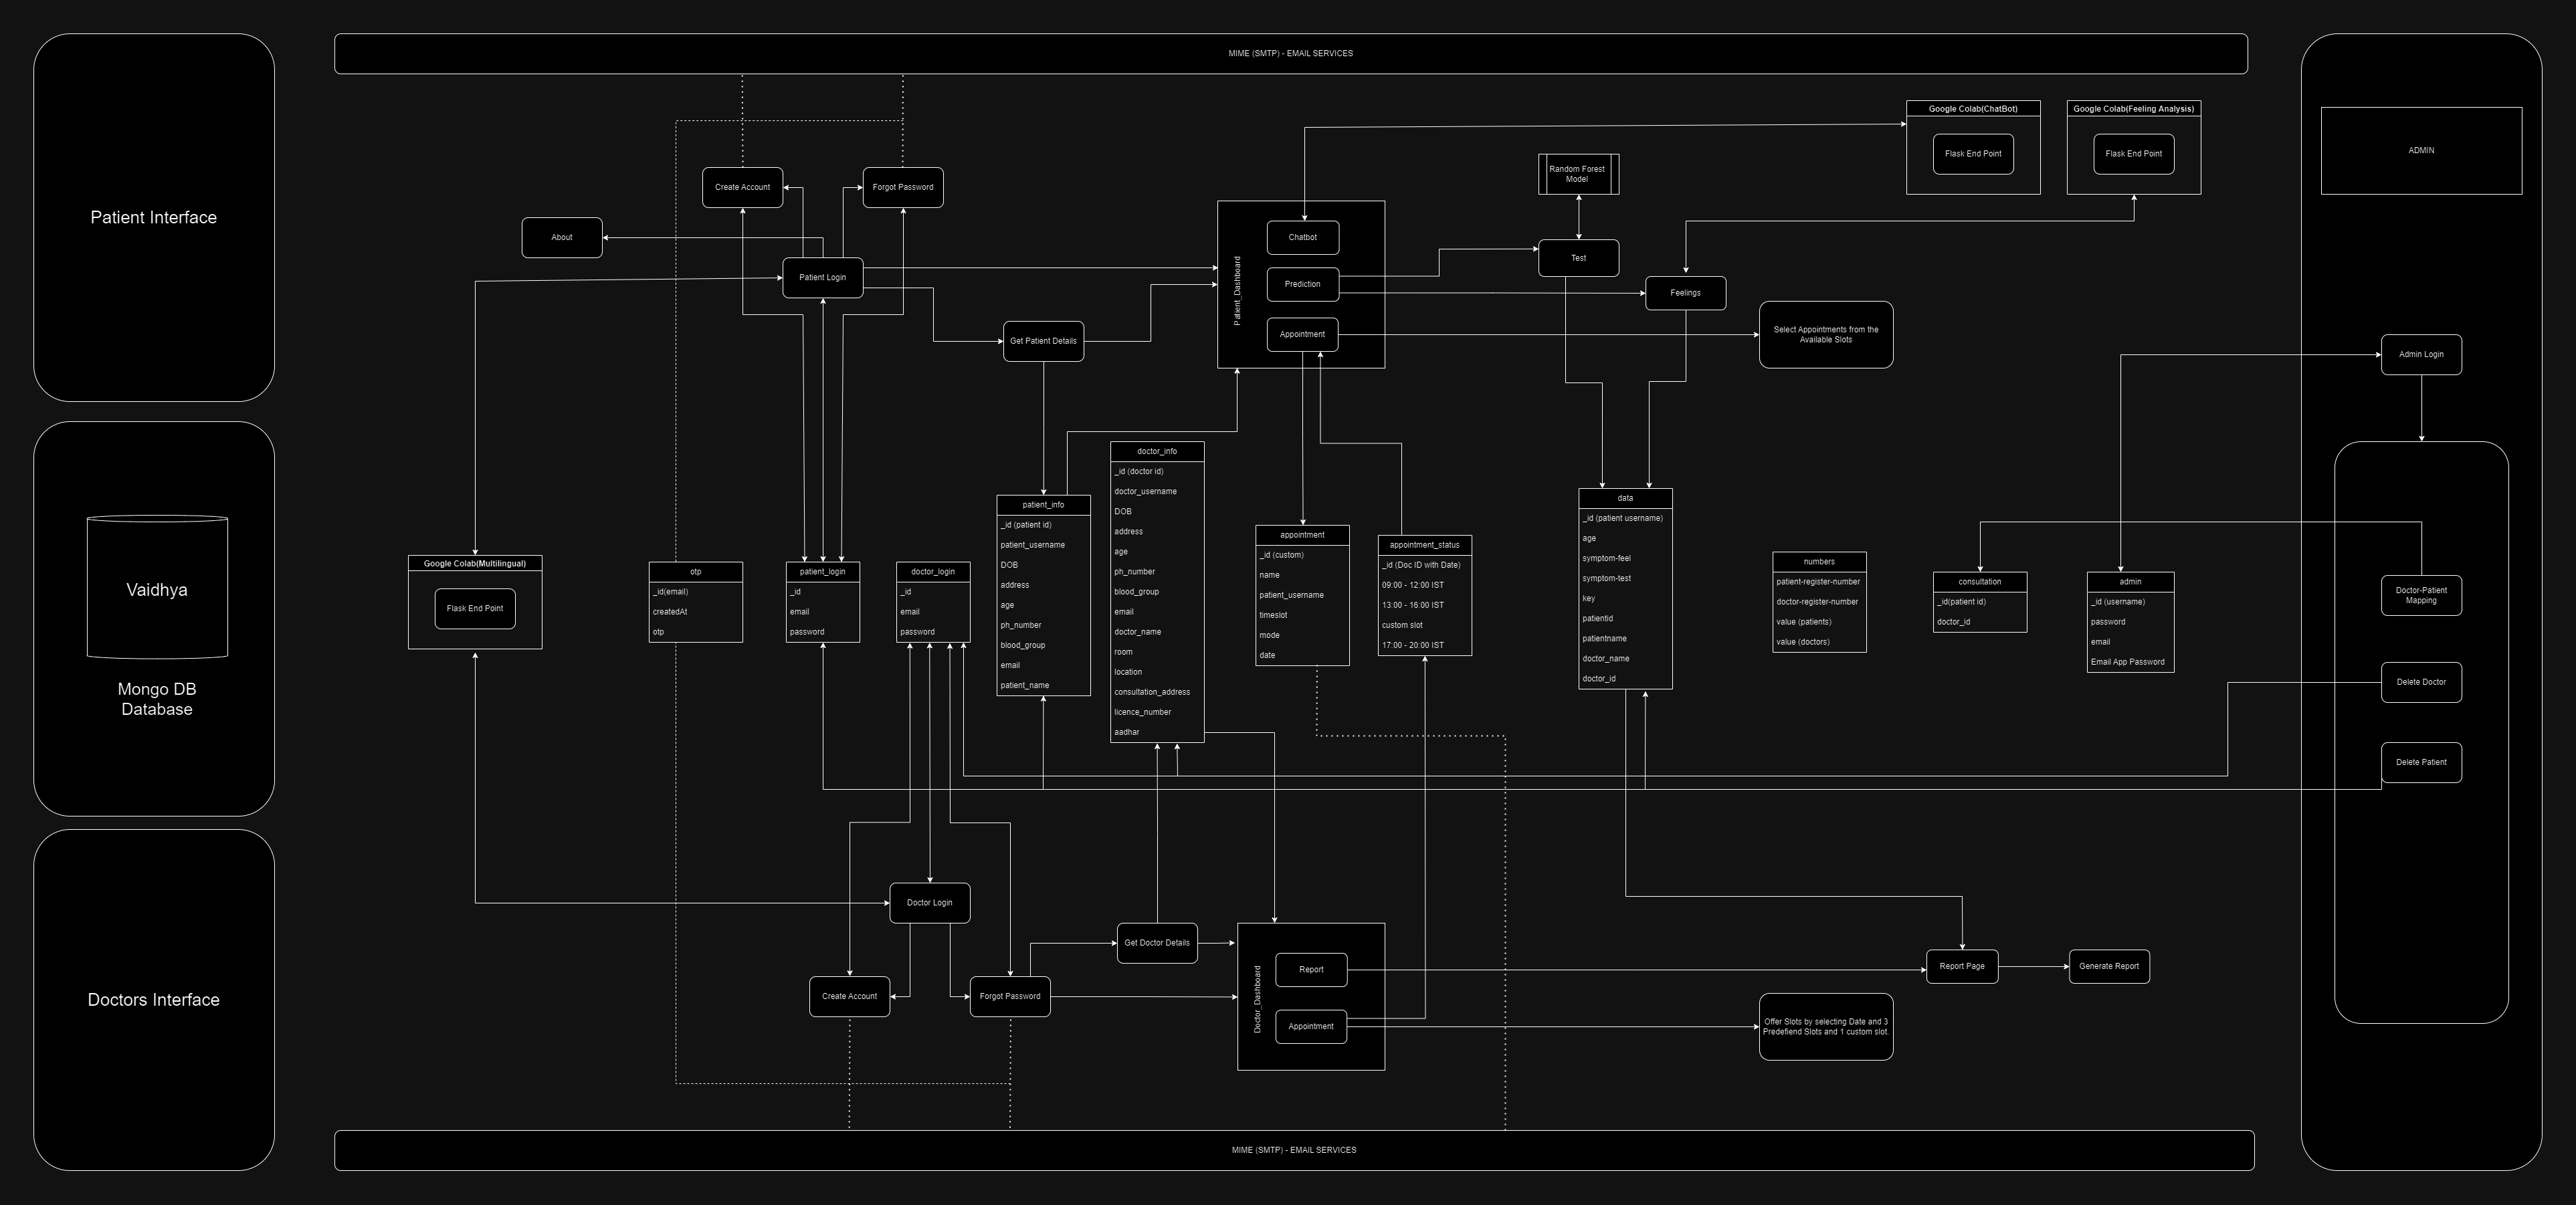 MIME (SMTP) - EMAIL SERVICES
Patient Interface
Google Colab(ChatBot)
Flask End Point
Google Colab(Feeling Analysis)
Flask End Point
ADMIN
Random Forest
Model
Create Account
Forgot Password
About
Patient Login
Get Patient Details
Patient_Dashboard
Chatbot
Prediction
Appointment
Test
Feelings
Select Appointments from the
Available Slots
Admin Login
Vaidhya
Mongo DB
Database
Google Colab(Multilingual)
Flask End Point
otp
_id(email)
createdAt
otp
patient_login
_id
email
password
doctor_login
_id
email
password
patient_info
_id (patient id)
patient_username
DOB
address
age
ph_number
blood_group
email
patient_name
doctor_info
_id (doctor id)
doctor_username
DOB
address
age
ph_number
blood_group
email
doctor_name
room
location
consultation_address
licence_number
aadhar
appointment
_id (custom)
name
patient_username
timeslot
mode
date
appointment_status
_id (Doc ID with Date)
09:00 - 12:00 IST
13:00 - 16:00 IST
custom slot
17:00 - 20:00 IST
data
_id (patient username)
age
symptom-feel
symptom-test
key
patientid
patientname
doctor_name
doctor_id
numbers
patient-register-number
doctor-register-number
value (patients)
value (doctors)
consultation
_id(patient id)
doctor_id
admin
_id (username)
password
email
Email App Password
Doctor-Patient
Mapping
Delete Doctor
Delete Patient
Doctors Interface
Doctor Login
Create Account
Forgot Password
Get Doctor Details
Doctor_Dashboard
Report
Appointment
Report Page
Generate Report
Offer Slots by selecting Date and 3
Predefiend Slots and 1 custom slot.
MIME (SMTP) - EMAIL SERVICES